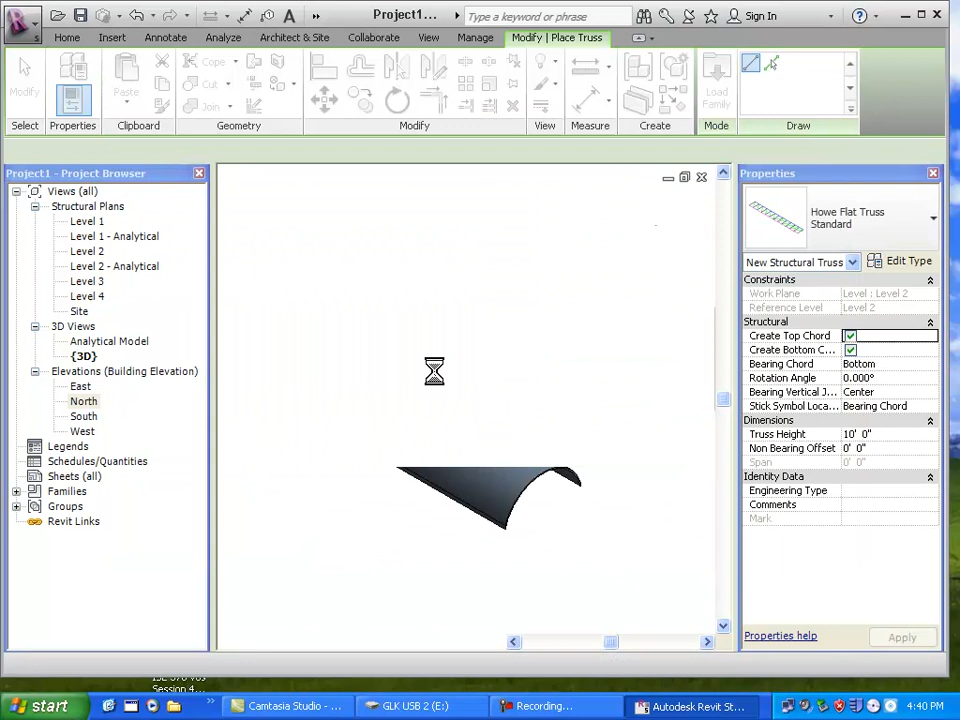 Project1...
Type a keyword or phrase
Sign In
Home
Insert
Annotate
Analyze
Architect & Site
Collaborate
View
Manage
Modify | Place Truss
Modify
Paste
Cope
Cut
Join
Load
Family
Select
Properties
Clipboard
Geometry
Modify
View
Measure
Create
Mode
Draw
Project1 - Project Browser
Views (all)
Structural Plans
Level 1
Level 1 - Analytical
Level 2
Level 2 - Analytical
Level 3
Level 4
Site
3D Views
Analytical Model
{3D}
Elevations (Building Elevation)
East
North
South
West
Legends
Schedules/Quantities
Sheets (all)
Families
Groups
Revit Links
Properties
Howe Flat Truss
Standard
New Structural Truss
Edit Type
Constraints
Work Plane Level : Level 2
Reference Level Level 2
Structural
Create Top Chord
Create Bottom C...
Bearing Chord Bottom
Rotation Angle 0.000°
Bearing Vertical J... Center
Stick Symbol Loca... Bearing Chord
Dimensions
Truss Height 10' 0"
Non Bearing Offset 0' 0"
Span 0' 0"
Identity Data
Engineering Type
Comments
Mark
Properties help
Apply
Session 4...
start
Camtasia Studio - ...
GLK USB 2 (E:)
Recording...
Autodesk Revit St...
4:40 PM